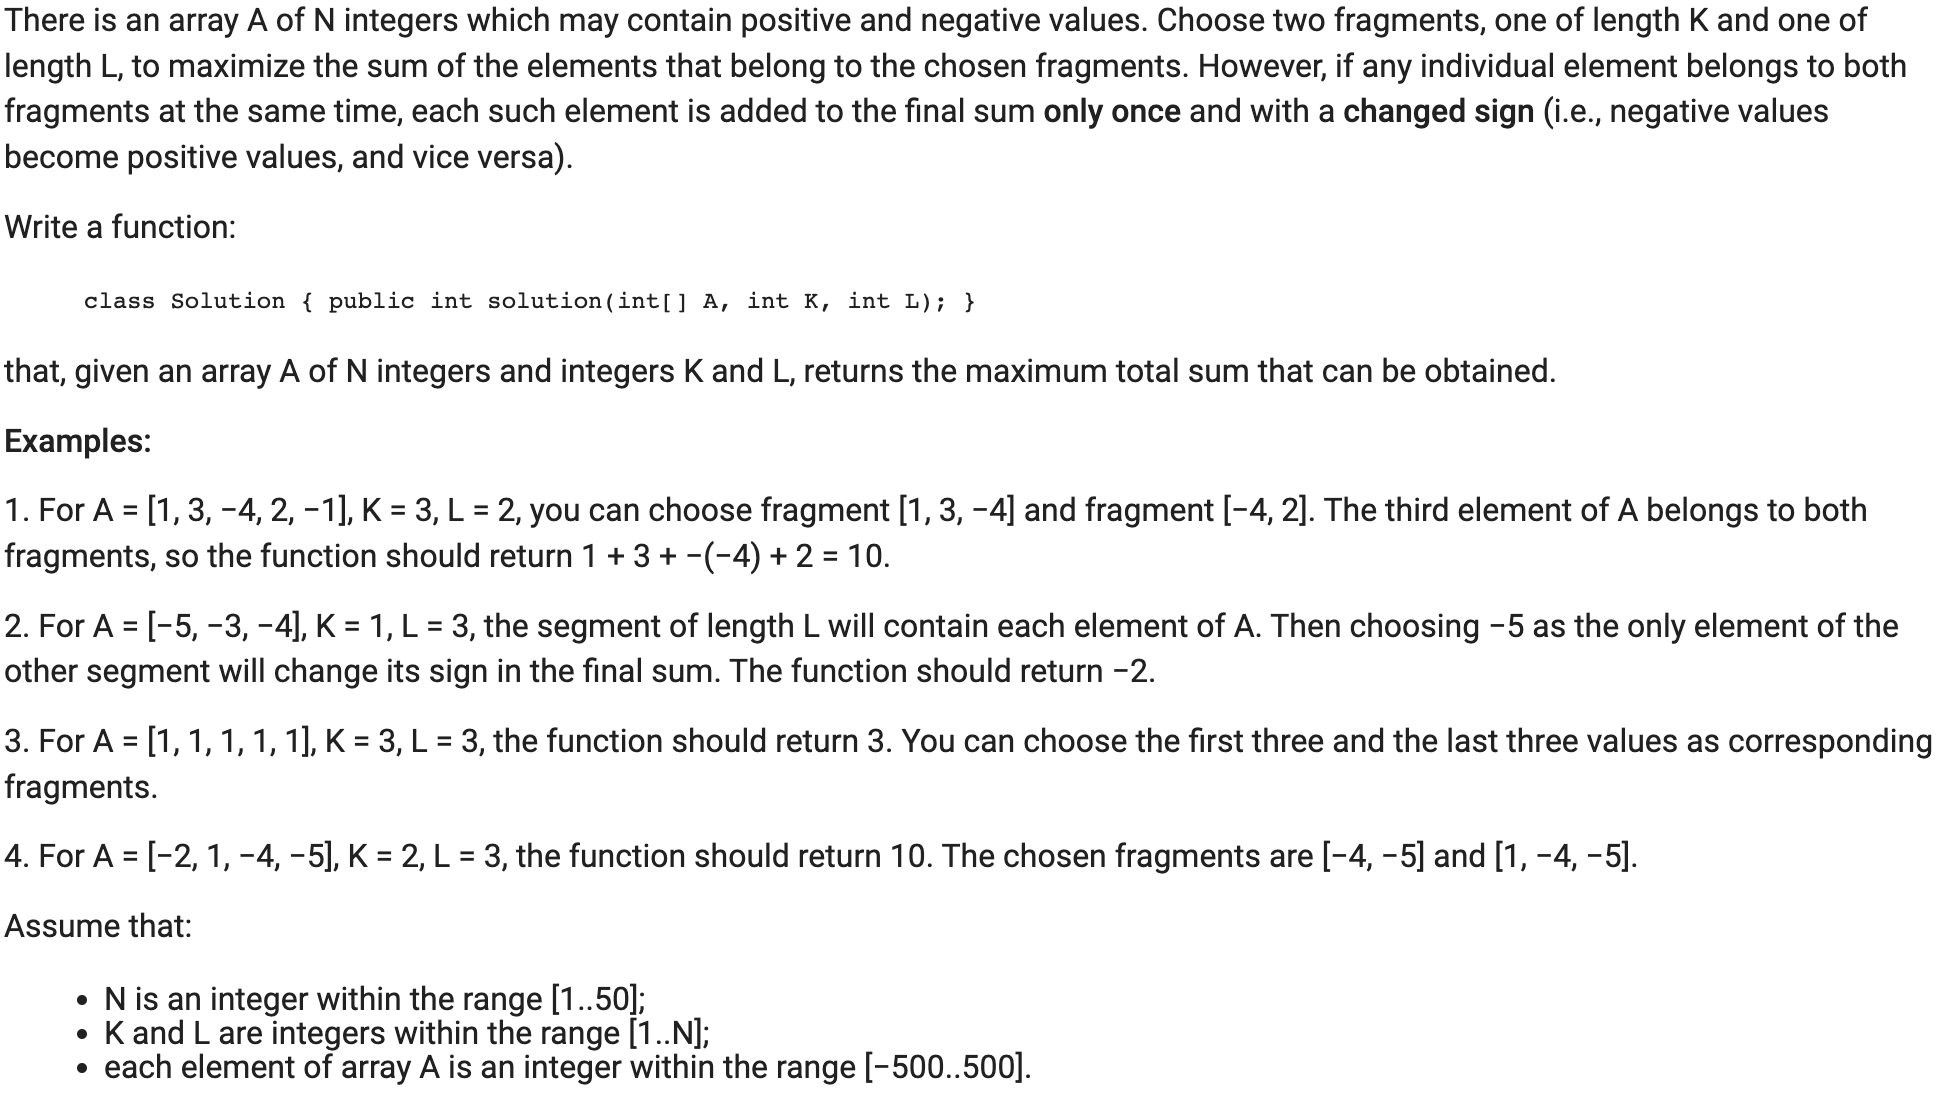 There is an array A of N integers which may contain positive and negative values. Choose two fragments, one of length K and one of
length L, to maximize the sum of the elements that belong to the chosen fragments. However, if any individual element belongs to both
fragments at the same time, each such element is added to the final sum only once and with a changed sign (i.e., negative values
become positive values, and vice versa).
Write a function:
class Solution { public int solution(int[] A, int K, int L); }
that, given an array A of N integers and integers K and L, returns the maximum total sum that can be obtained.
Examples:
1. For A = [1, 3, −4, 2, −1], K = 3, L = 2, you can choose fragment [1, 3, −4] and fragment [−4, 2]. The third element of A belongs to both
fragments, so the function should return 1 + 3 + −(−4) + 2 = 10.
2. For A = [−5, −3, −4], K = 1, L = 3, the segment of length L will contain each element of A. Then choosing −5 as the only element of the
other segment will change its sign in the final sum. The function should return −2.
3. For A = [1, 1, 1, 1, 1], K = 3, L = 3, the function should return 3. You can choose the first three and the last three values as corresponding
fragments.
4. For A = [−2, 1, −4, −5], K = 2, L = 3, the function should return 10. The chosen fragments are [−4, −5] and [1, −4, −5].
Assume that:
• N is an integer within the range [1..50];
• K and L are integers within the range [1..N];
• each element of array A is an integer within the range [−500..500].